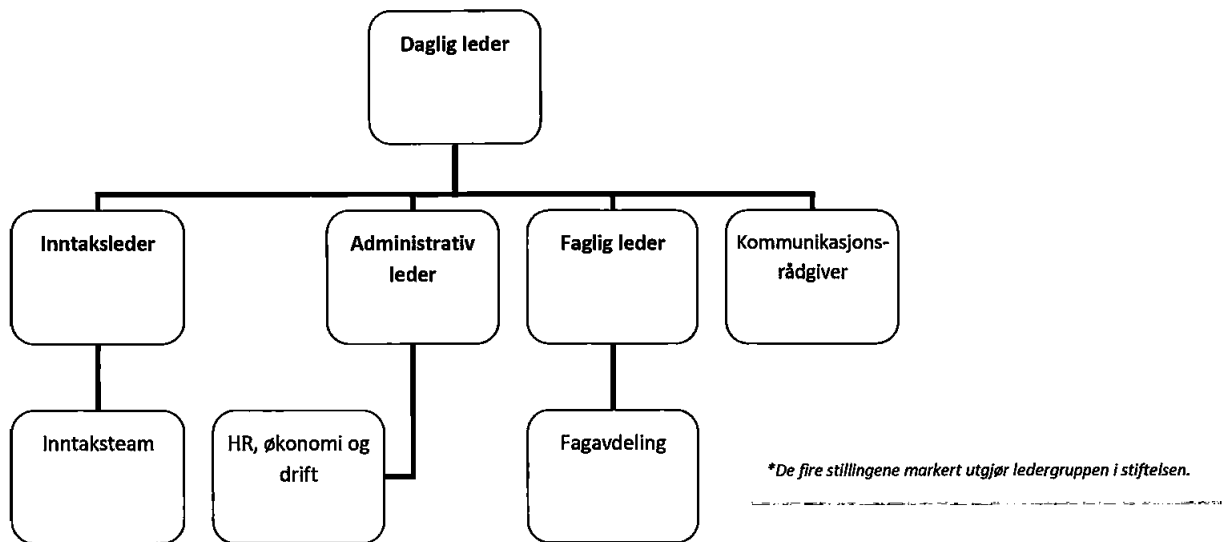 Daglig leder
Inntaksleder
Administrativ
leder
Faglig leder
Kommunikasjons-
rådgiver
Inntaksteam
HR, økonomi og
drift
Fagavdeling
*De fire stillingene markert utgjør ledergruppen i stiftelsen.